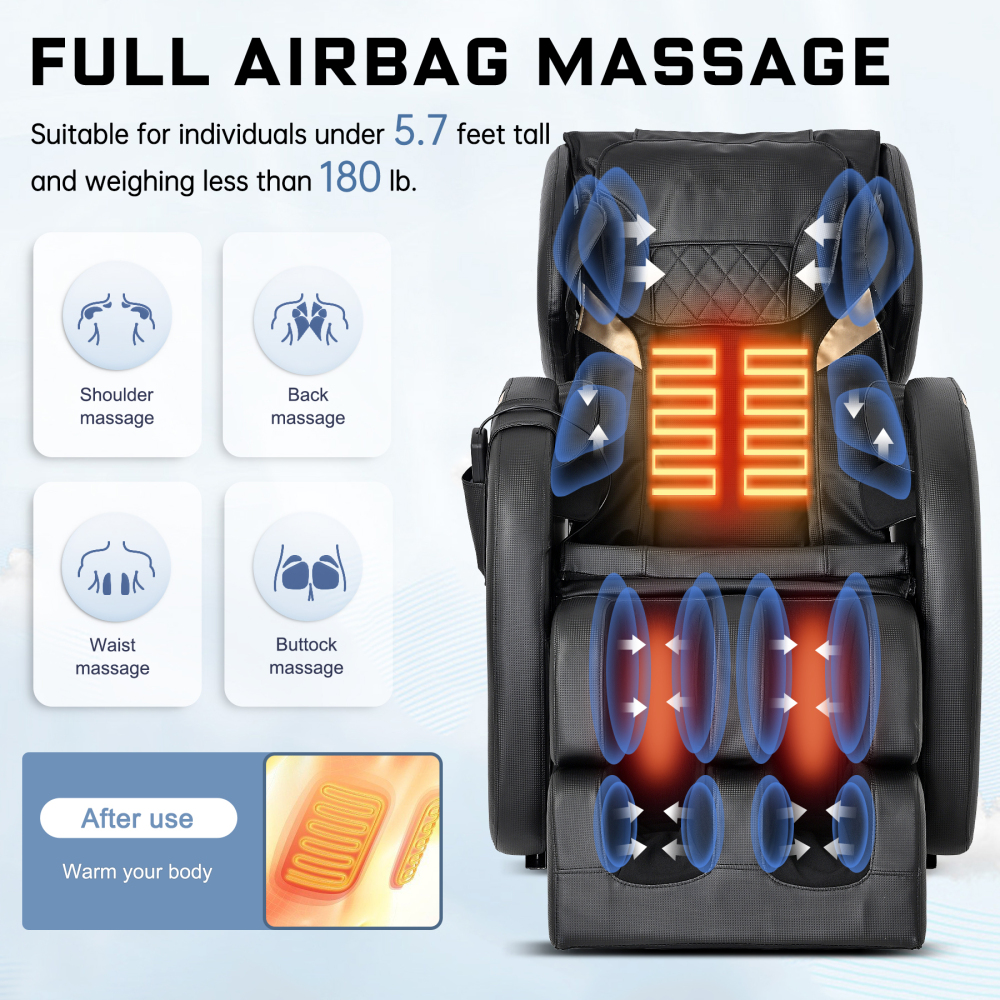 FULL AIRBAG MASSAGE
Suitable for individuals under 5.7 feet tall
and weighing less than 180 lb.
Shoulder
massage
Back
massage
Waist
massage
Buttock
massage
After use
Warm your body